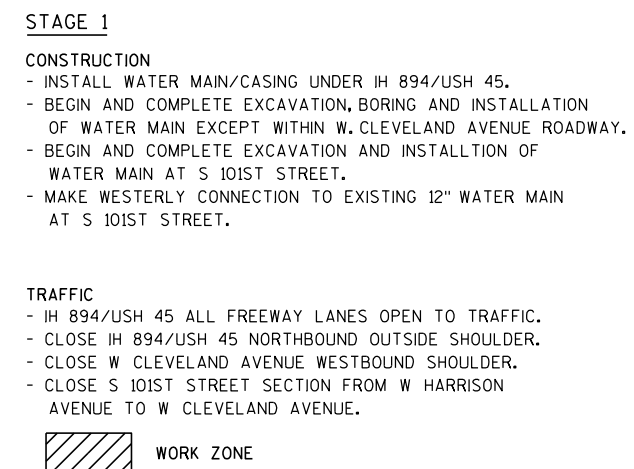 STAGE 1
CONSTRUCTION
- INSTALL WATER MAIN/CASING UNDER IH 894/USH 45.
- BEGIN AND COMPLETE EXCAVATION, BORING AND INSTALLATION
OF WATER MAIN EXCEPT WITHIN W. CLEVELAND AVENUE ROADWAY.
- BEGIN AND COMPLETE EXCAVATION AND INSTALLTION OF
WATER MAIN AT S 101ST STREET.
- MAKE WESTERLY CONNECTION TO EXISTING 12" WATER MAIN
AT S 101ST STREET.
TRAFFIC
- IH 894/USH 45 ALL FREEWAY LANES OPEN TO TRAFFIC.
- CLOSE IH 894/USH 45 NORTHBOUND OUTSIDE SHOULDER.
- CLOSE W CLEVELAND AVENUE WESTBOUND SHOULDER.
- CLOSE S 101ST STREET SECTION FROM W HARRISON
AVENUE TO W CLEVELAND AVENUE.
WORK ZONE